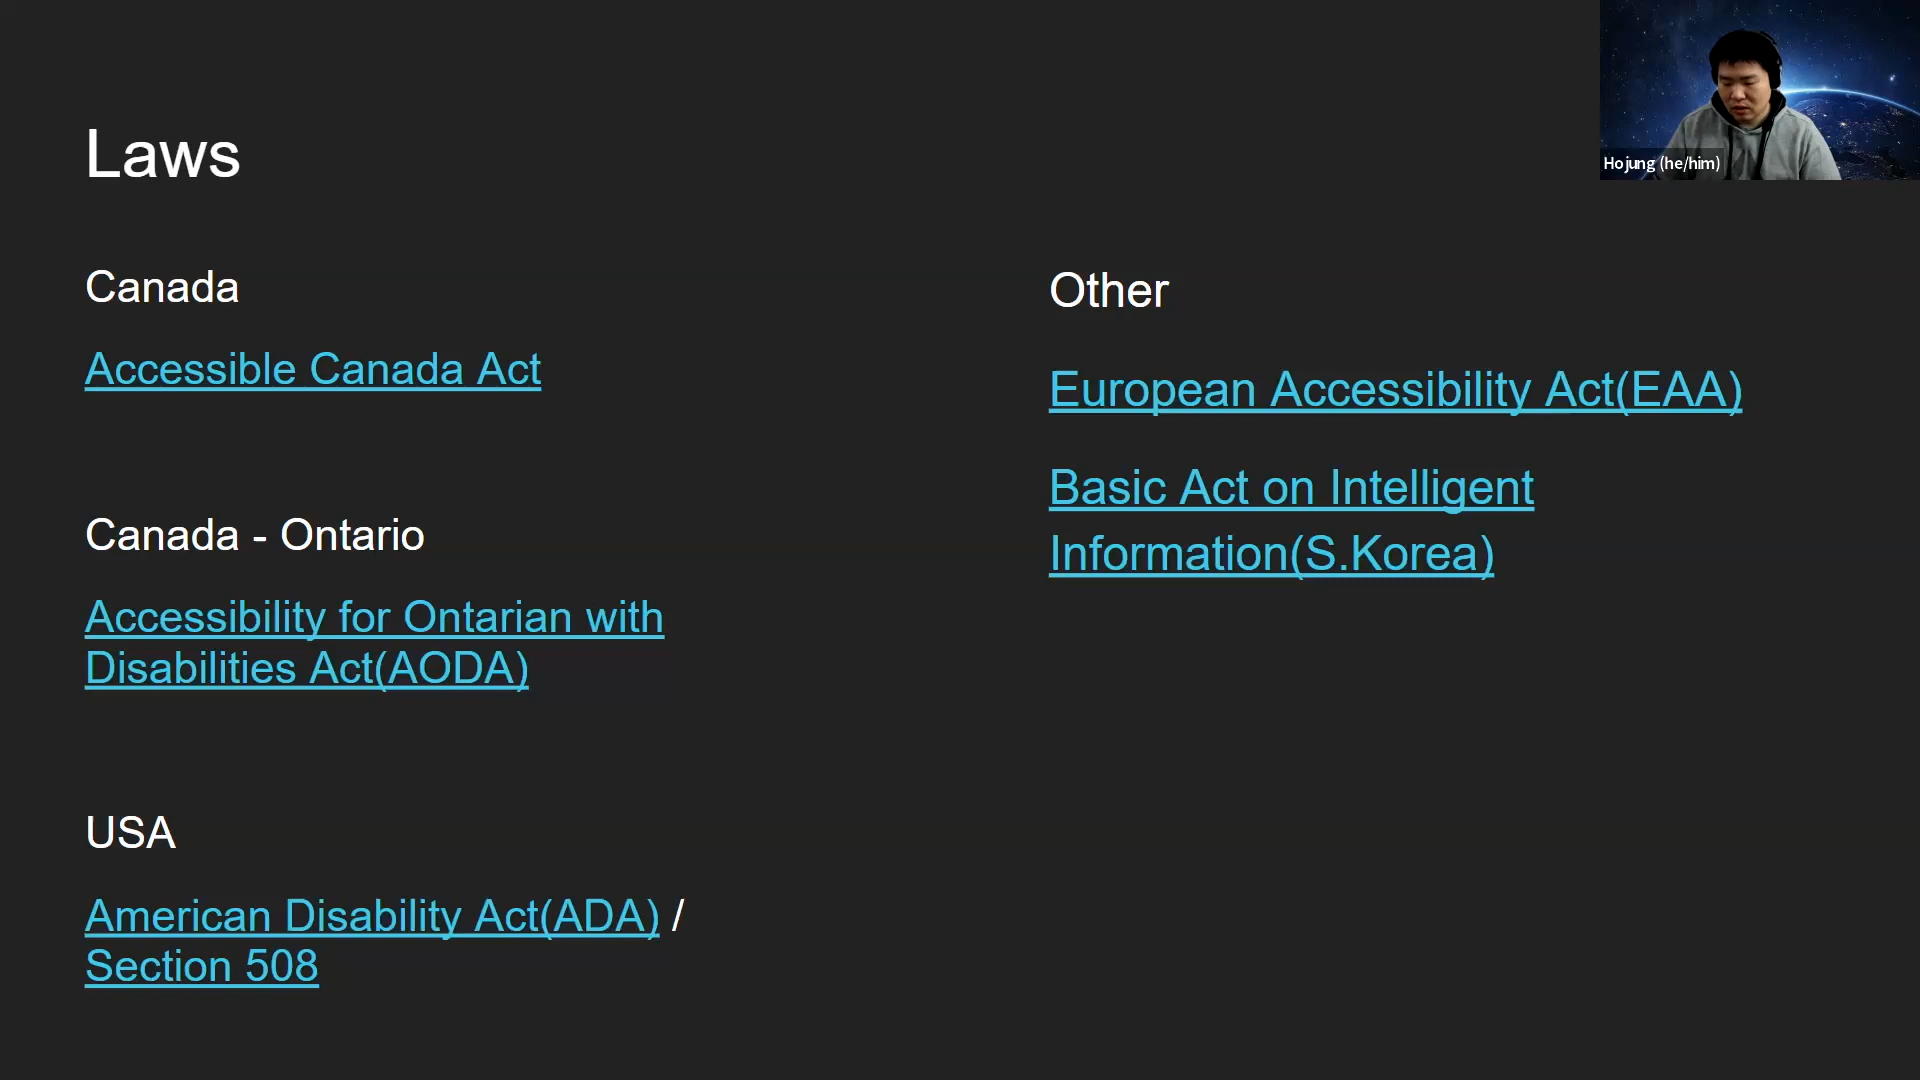 Laws
Canada
Accessible Canada Act
Canada - Ontario
Accessibility for Ontarian with
Disabilities Act(AODA)
USA
American Disability Act(ADA) /
Section 508
Other
European Accessibility Act(EAA)
Basic Act on Intelligent
Information(S.Korea)
Hojung (he/him)